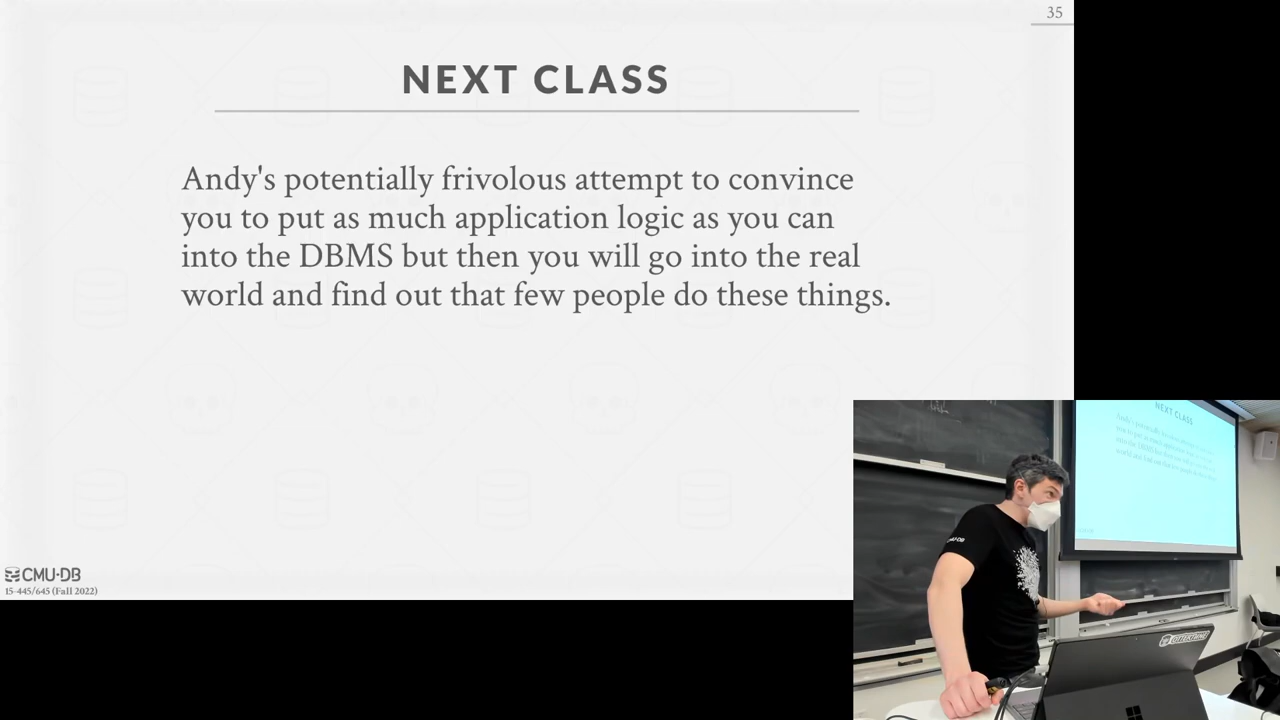 35
NEXT CLASS
Andy's potentially frivolous attempt to convince
you to put as much application logic as you can
into the DBMS but then you will go into the real
world and find out that few people do these things.
CMU·DB
15-445/645 (Fall 2022)
NEXT CLASS